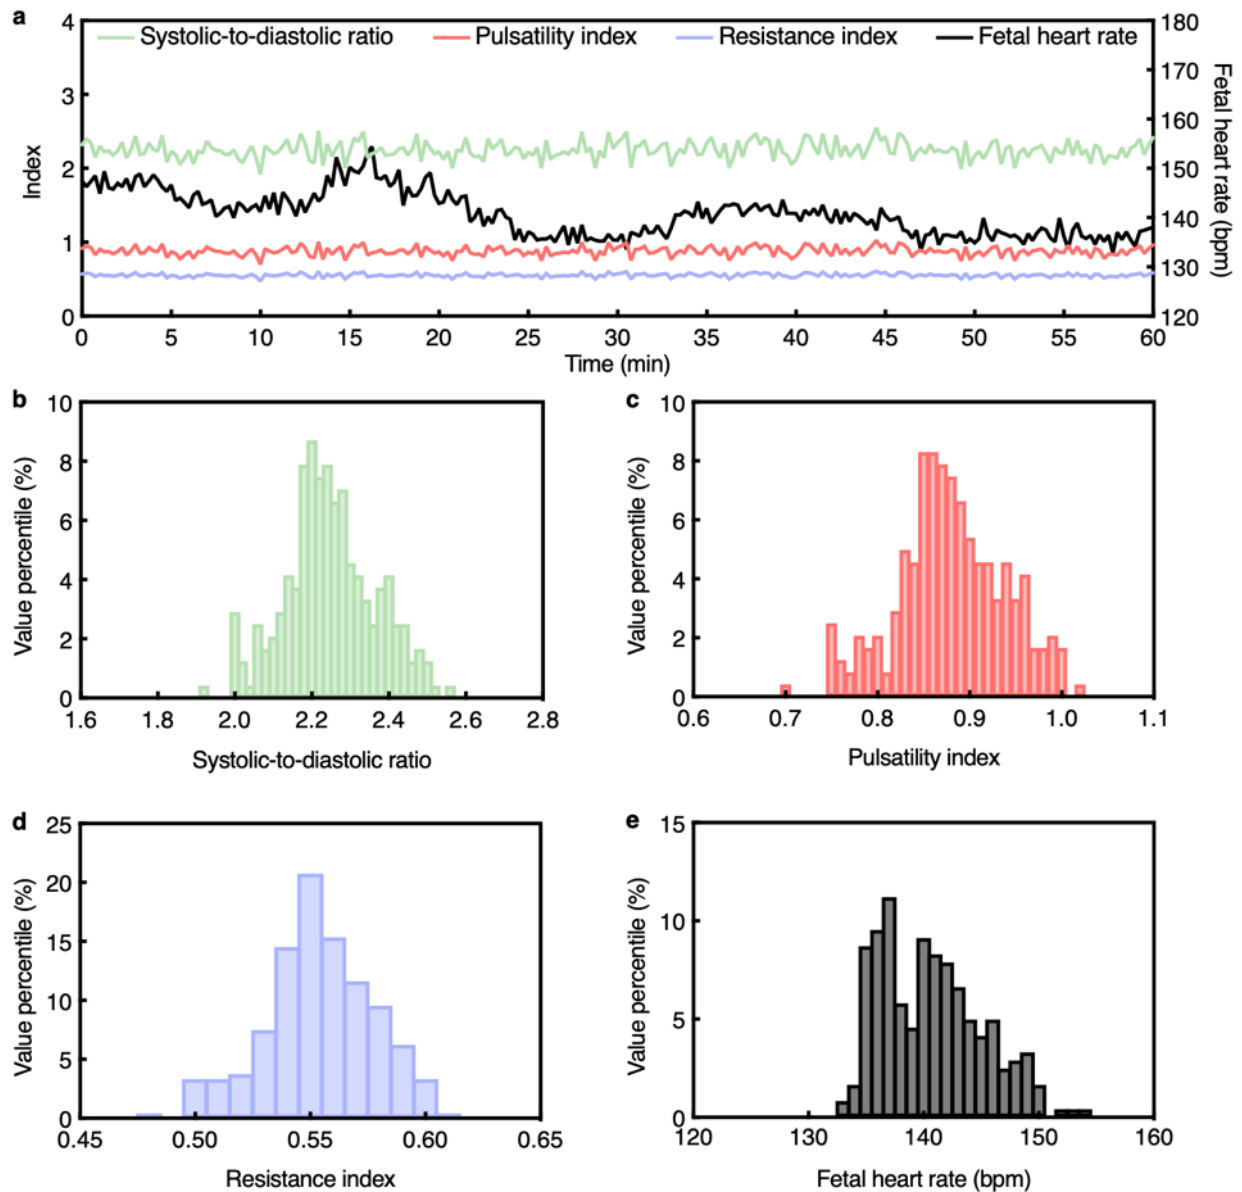 a
Systolic-to-diastolic ratio Pulsatility index Resistance index Fetal heart rate
4
3
2
1
0
Index
180
170
160
150
140
130
120
Fetal heart rate (bpm)
0 5 10 15 20 25 30 35 40 45 50 55 60
Time (min)
b
10
8
6
4
2
0
Value percentile (%)
1.6 1.8 2.0 2.2 2.4 2.6 2.8
Systolic-to-diastolic ratio
c
10
8
6
4
2
0
Value percentile (%)
0.6 0.7 0.8 0.9 1.0 1.1
Pulsatility index
d
25
20
15
10
5
0
Value percentile (%)
0.45 0.50 0.55 0.60 0.65
Resistance index
e
15
10
5
0
Value percentile (%)
120 130 140 150 160
Fetal heart rate (bpm)